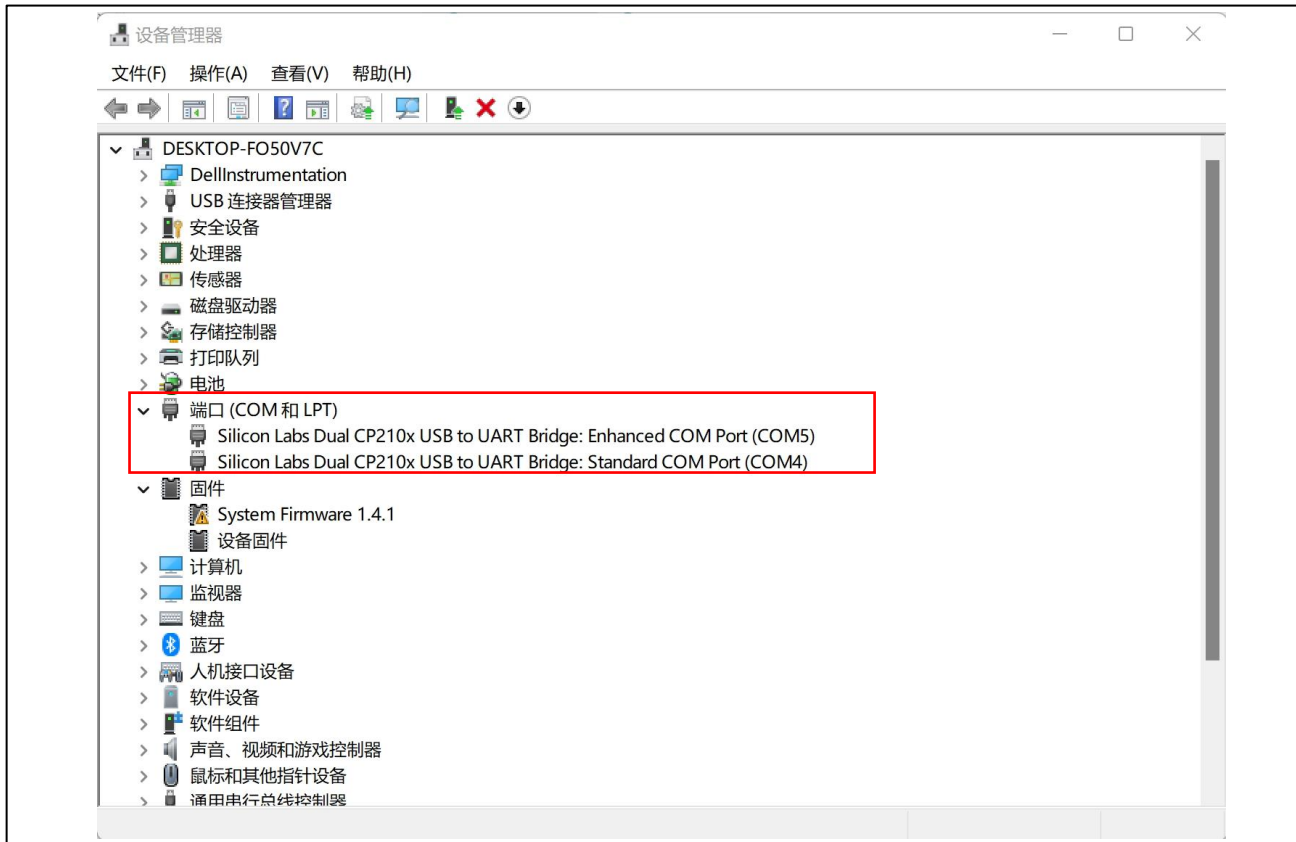 设备管理器
文件(F) 操作(A) 查看(V) 帮助(H)
DESKTOP-FO50V7C
DellInstrumentation
USB 连接器管理器
安全设备
处理器
传感器
磁盘驱动器
存储控制器
打印队列
电池
端口 (COM 和 LPT)
Silicon Labs Dual CP210x USB to UART Bridge: Enhanced COM Port (COM5)
Silicon Labs Dual CP210x USB to UART Bridge: Standard COM Port (COM4)
固件
System Firmware 1.4.1
设备固件
计算机
监视器
键盘
蓝牙
人机接口设备
软件设备
软件组件
声音、视频和游戏控制器
鼠标和其他指针设备
通用串行总线控制器